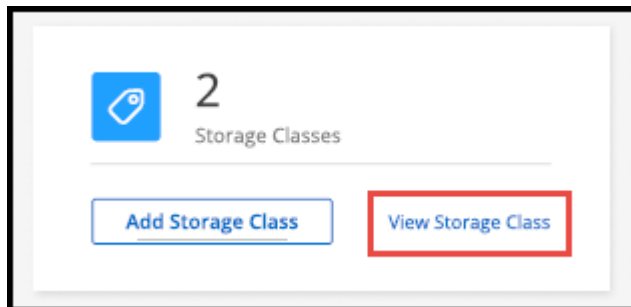 2
Storage Classes
Add Storage Class
View Storage Class